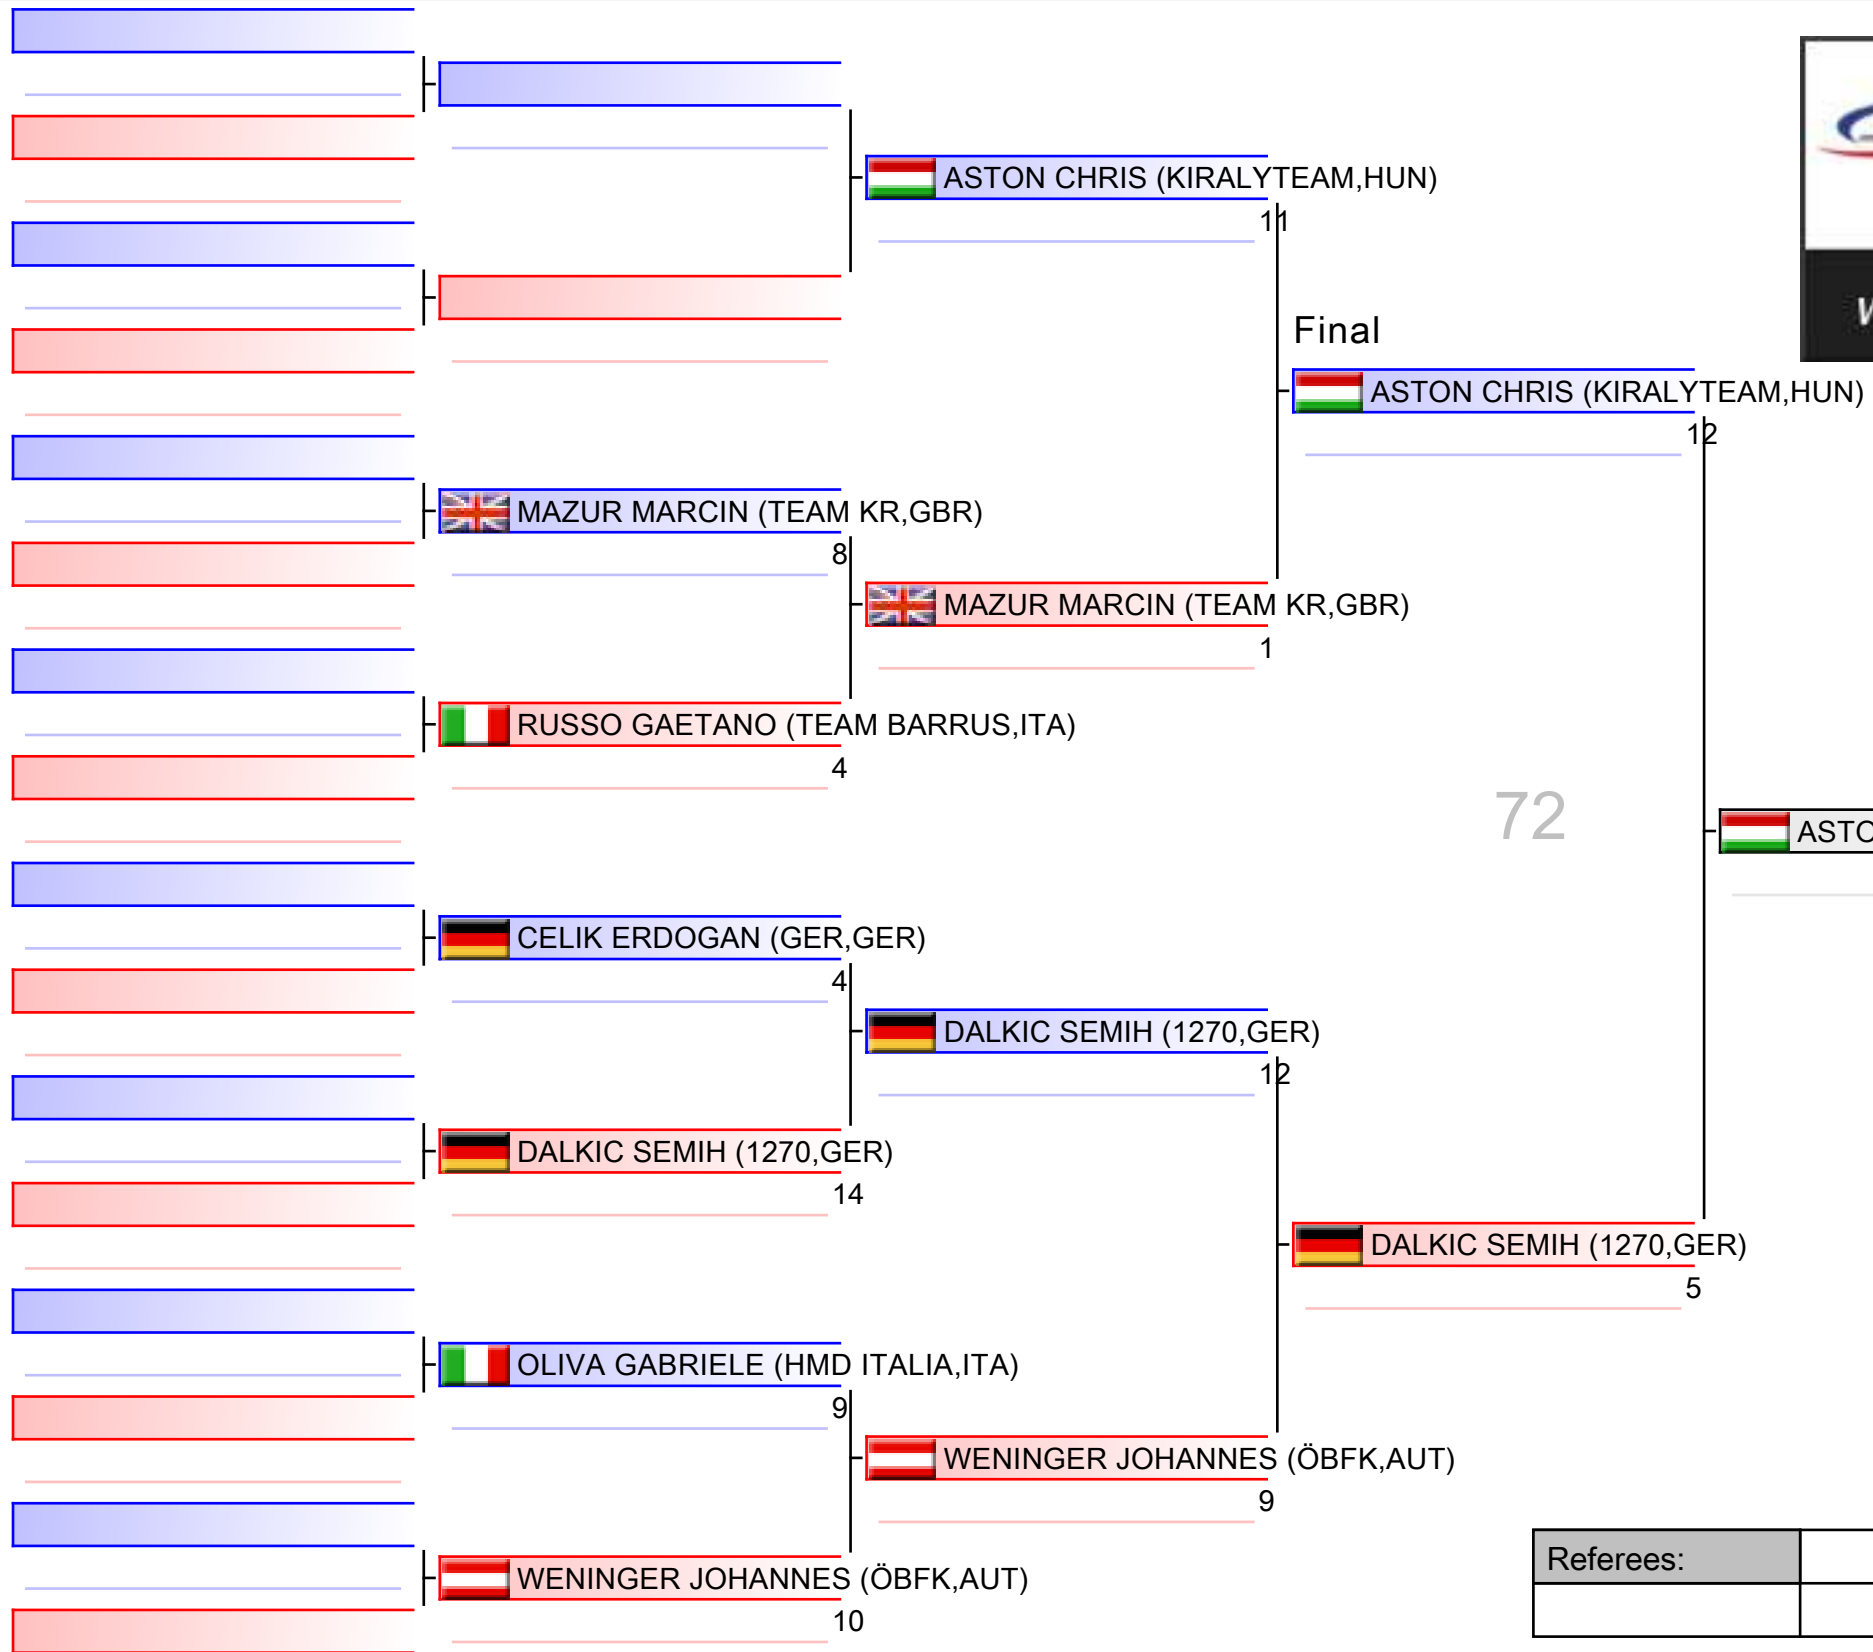 ASTON CHRIS (KIRALYTEAM,HUN)
11
Final
ASTON CHRIS (KIRALYTEAM,HUN)
12
MAZUR MARCIN (TEAM KR,GBR)
8
MAZUR MARCIN (TEAM KR,GBR)
1
RUSSO GAETANO (TEAM BARRUS,ITA)
4
72
ASTO
CELIK ERDOGAN (GER,GER)
4
DALKIC SEMIH (1270,GER)
12
DALKIC SEMIH (1270,GER)
14
DALKIC SEMIH (1270,GER)
5
OLIVA GABRIELE (HMD ITALIA,ITA)
9
WENINGER JOHANNES (ÖBFK,AUT)
9
WENINGER JOHANNES (ÖBFK,AUT)
10
Referees: